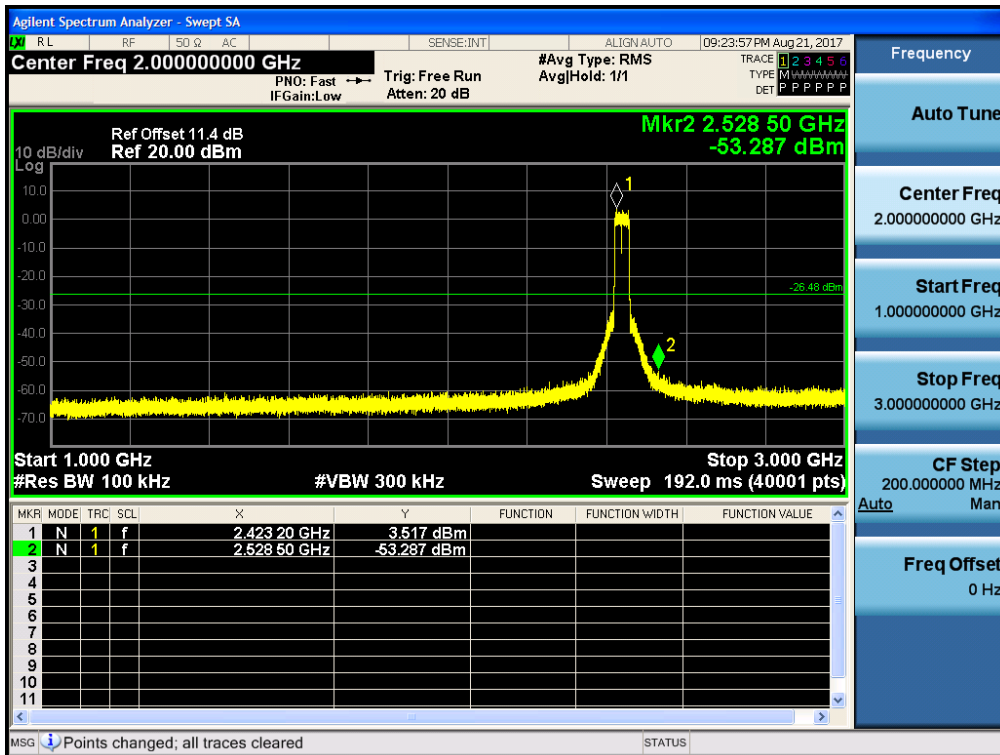 Agilent Spectrum Analyzer - Swept SA
LXI RL RF 50 Ω AC SENSE:INT ALIGN AUTO 09:23:57 PM Aug 21, 2017
Center Freq 2.000000000 GHz
PNO: Fast
IFGain:Low
Trig: Free Run
Atten: 20 dB
#Avg Type: RMS
Avg|Hold: 1/1
TRACE 1 2 3 4 5 6
TYPE M
DET P P P P P P
Mkr2 2.528 50 GHz
-53.287 dBm
Ref Offset 11.4 dB
10 dB/div Ref 20.00 dBm
Log
10.0
0.00
-10.0
-20.0
-30.0
-40.0
-50.0
-60.0
-70.0
1
-26.48 dBm
2
Start 1.000 GHz Stop 3.000 GHz
#Res BW 100 kHz #VBW 300 kHz Sweep 192.0 ms (40001 pts)
MKR MODE TRC SCL X Y FUNCTION FUNCTION WIDTH FUNCTION VALUE
1 N 1 f 2.423 20 GHz 3.517 dBm
2 N 1 f 2.528 50 GHz -53.287 dBm
3
4
5
6
7
8
9
10
11
MSG Points changed; all traces cleared STATUS
Frequency
Auto Tune
Center Freq
2.000000000 GHz
Start Freq
1.000000000 GHz
Stop Freq
3.000000000 GHz
CF Step
200.000000 MHz
Auto Man
Freq Offset
0 Hz